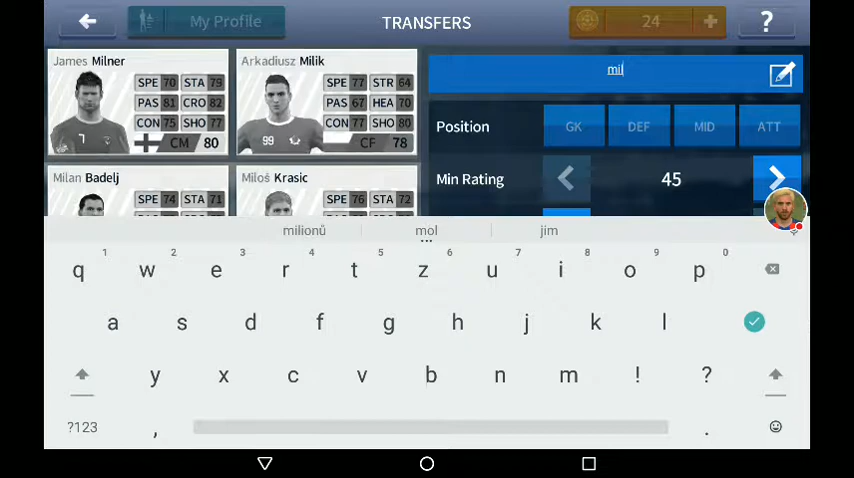 My Profile
TRANSFERS
24
+
?
James Milner
SPE 70 STA 79
PAS 81 CRO 82
CON 75 SHO 77
CM 80
7
Arkadiusz Milik
SPE 77 STR 64
PAS 67 HEA 70
CON 77 SHO 80
CF 78
99
Milan Badelj
SPE 74 STA 71
Miloš Krasic
SPE 76 STA 72
mil
Position
GK DEF MID ATT
Min Rating
45
milionů mol jim
1 2 3 4 5 6 7 8 9 0
q w e r t z u i o p
a s d f g h j k l
y x c v b n m ! ?
?123 , .